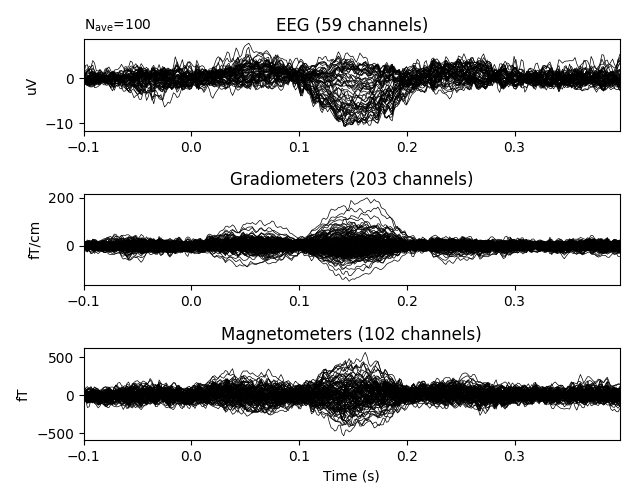 N_ave=100
EEG (59 channels)
uV
0
−10
−0.1 0.0 0.1 0.2 0.3
Gradiometers (203 channels)
fT/cm
200
0
−0.1 0.0 0.1 0.2 0.3
Magnetometers (102 channels)
fT
500
0
−500
−0.1 0.0 0.1 0.2 0.3
Time (s)